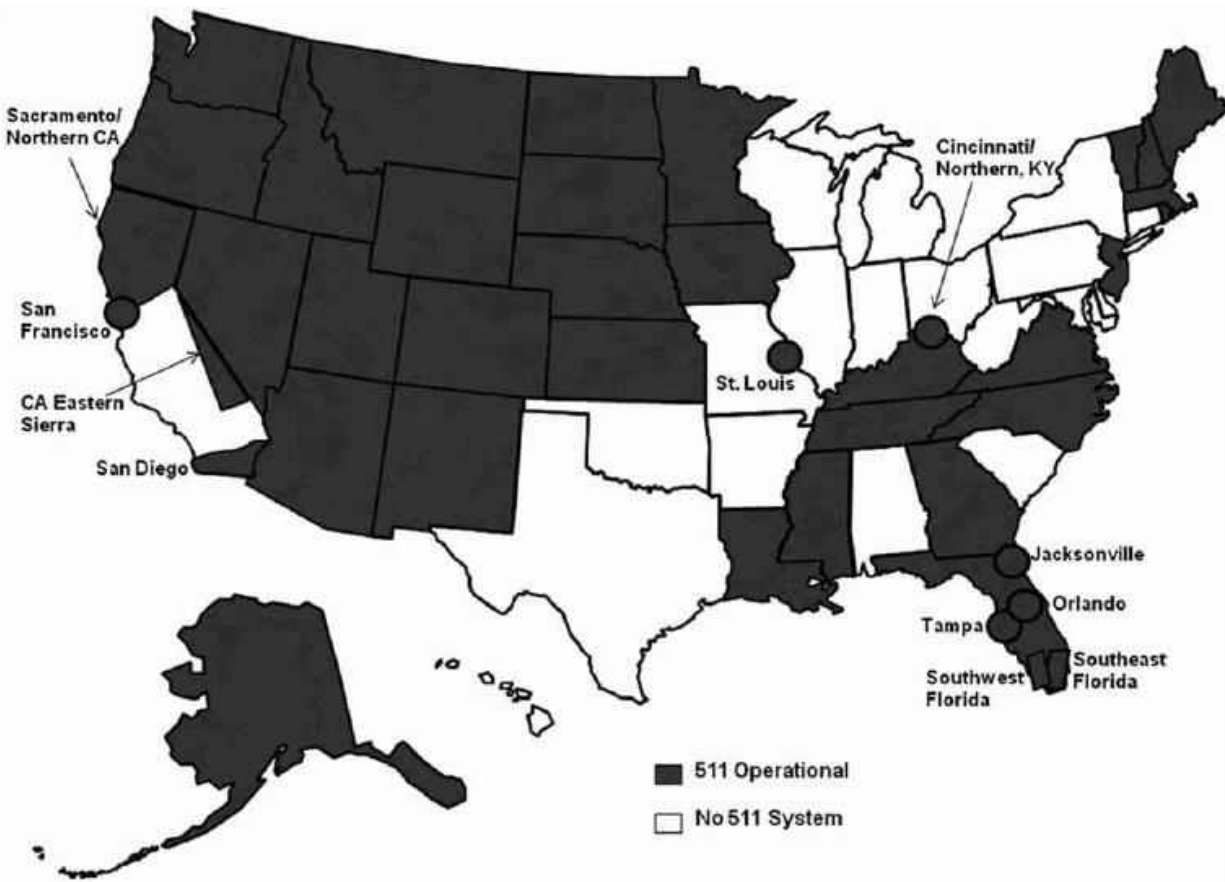 Sacramento/
Northern CA
Cincinnati/
Northern, KY
San
Francisco
St. Louis
CA Eastern
Sierra
San Diego
Jacksonville
Orlando
Tampa
Southwest
Florida
Southeast
Florida
511 Operational
No 511 System